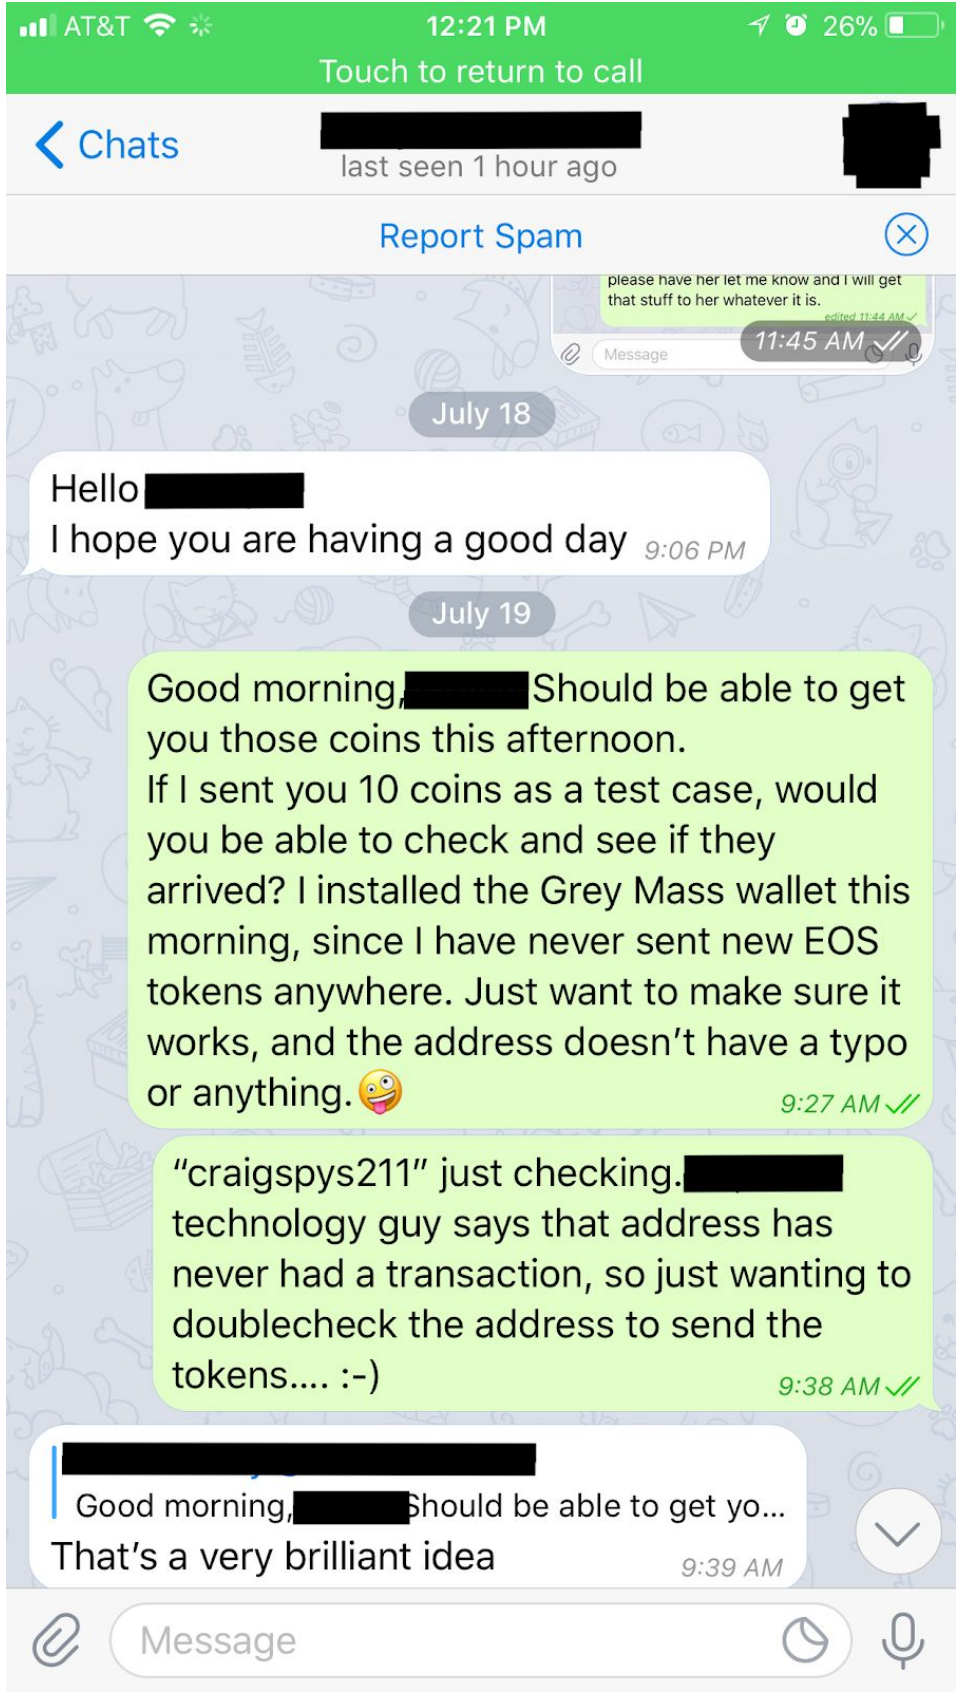 AT&T 12:21 PM 26%
Touch to return to call
Chats
last seen 1 hour ago
Report Spam
please have her let me know and I will get
that stuff to her whatever it is.
edited 11:44 AM
Message
11:45 AM
July 18
Hello
I hope you are having a good day 9:06 PM
July 19
Good morning, Should be able to get
you those coins this afternoon.
If I sent you 10 coins as a test case, would
you be able to check and see if they
arrived? I installed the Grey Mass wallet this
morning, since I have never sent new EOS
tokens anywhere. Just want to make sure it
works, and the address doesn’t have a typo
or anything.🤪
9:27 AM
“craigspys211” just checking.
technology guy says that address has
never had a transaction, so just wanting to
doublecheck the address to send the
tokens.... :-)
9:38 AM
Good morning, Should be able to get yo...
That’s a very brilliant idea 9:39 AM
Message